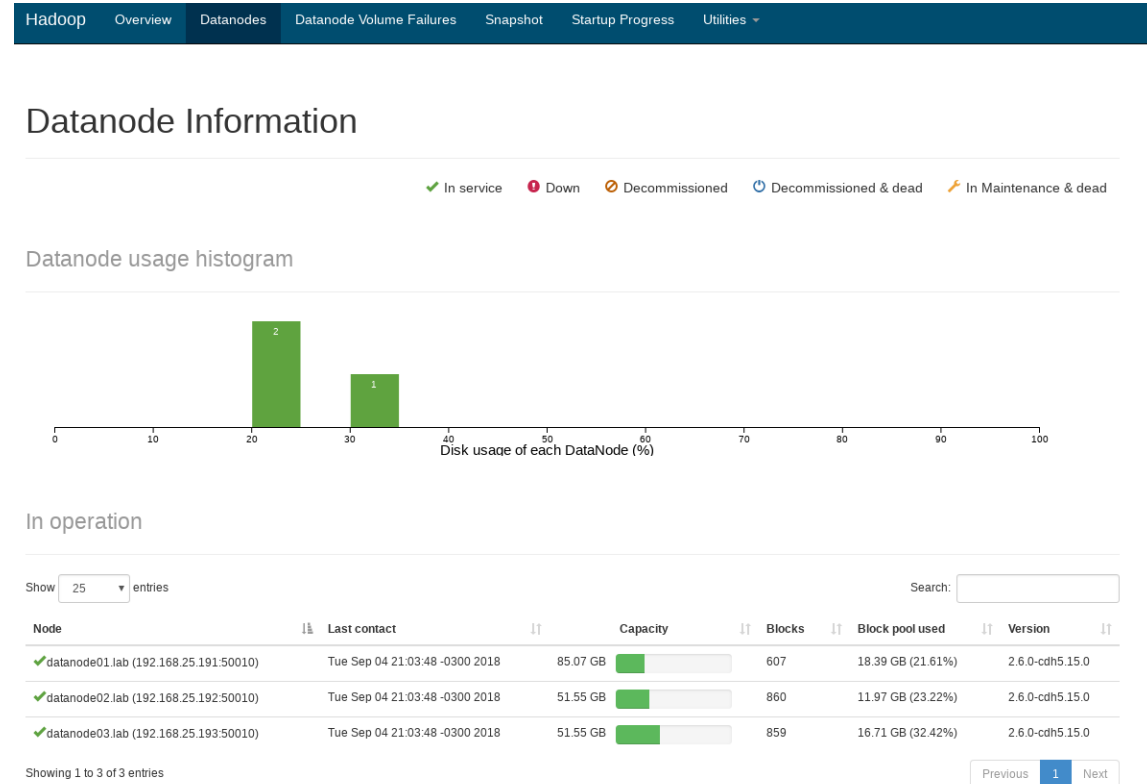 Hadoop Overview Datanodes Datanode Volume Failures Snapshot Startup Progress Utilities
Datanode Information
In service Down Decommissioned Decommissioned & dead In Maintenance & dead
Datanode usage histogram
2
1
0 10 20 30 40 50 60 70 80 90 100
Disk usage of each DataNode (%)
In operation
Show 25 entries Search:
Node Last contact Capacity Blocks Block pool used Version
datanode01.lab (192.168.25.191:50010) Tue Sep 04 21:03:48 -0300 2018 85.07 GB 607 18.39 GB (21.61%) 2.6.0-cdh5.15.0
datanode02.lab (192.168.25.192:50010) Tue Sep 04 21:03:48 -0300 2018 51.55 GB 860 11.97 GB (23.22%) 2.6.0-cdh5.15.0
datanode03.lab (192.168.25.193:50010) Tue Sep 04 21:03:48 -0300 2018 51.55 GB 859 16.71 GB (32.42%) 2.6.0-cdh5.15.0
Showing 1 to 3 of 3 entries Previous 1 Next